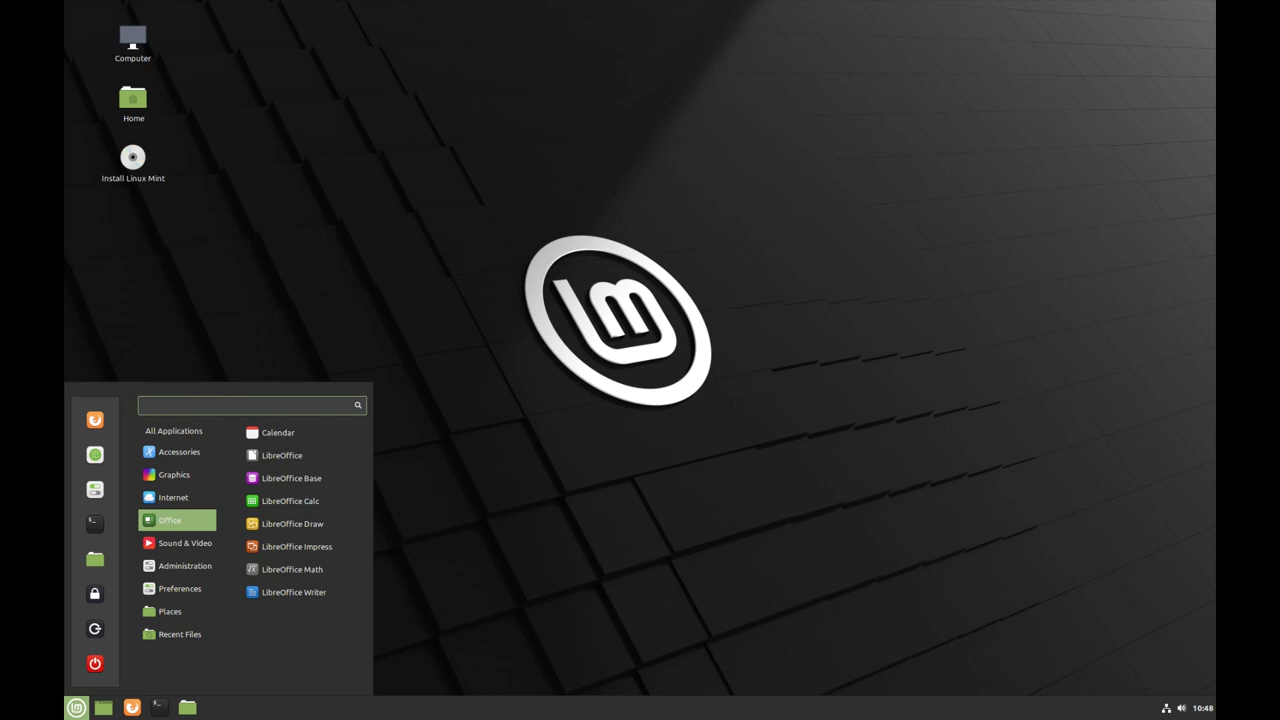 Computer
Home
Install Linux Mint
lm
All Applications
Accessories
Graphics
Internet
Office
Sound & Video
Administration
Preferences
Places
Recent Files
Calendar
LibreOffice
LibreOffice Base
LibreOffice Calc
LibreOffice Draw
LibreOffice Impress
LibreOffice Math
LibreOffice Writer
10:48